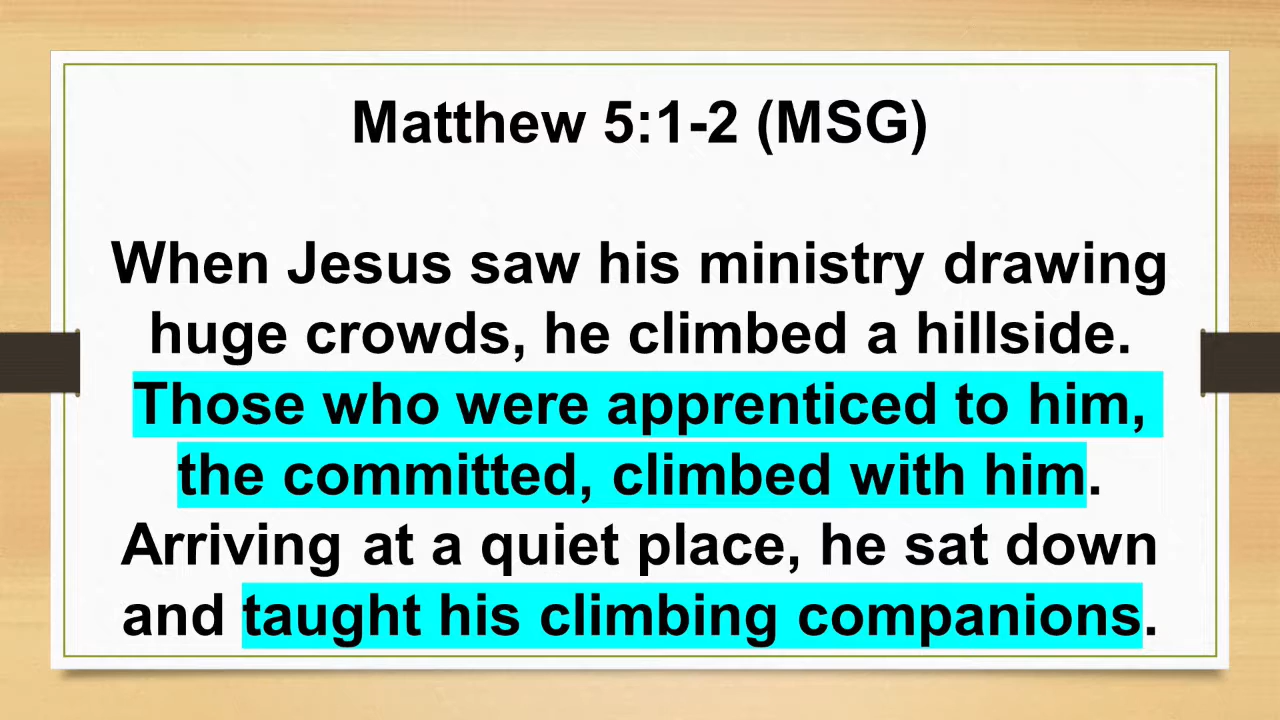 Matthew 5:1-2 (MSG)
When Jesus saw his ministry drawing
huge crowds, he climbed a hillside.
Those who were apprenticed to him,
the committed, climbed with him.
Arriving at a quiet place, he sat down
and taught his climbing companions.